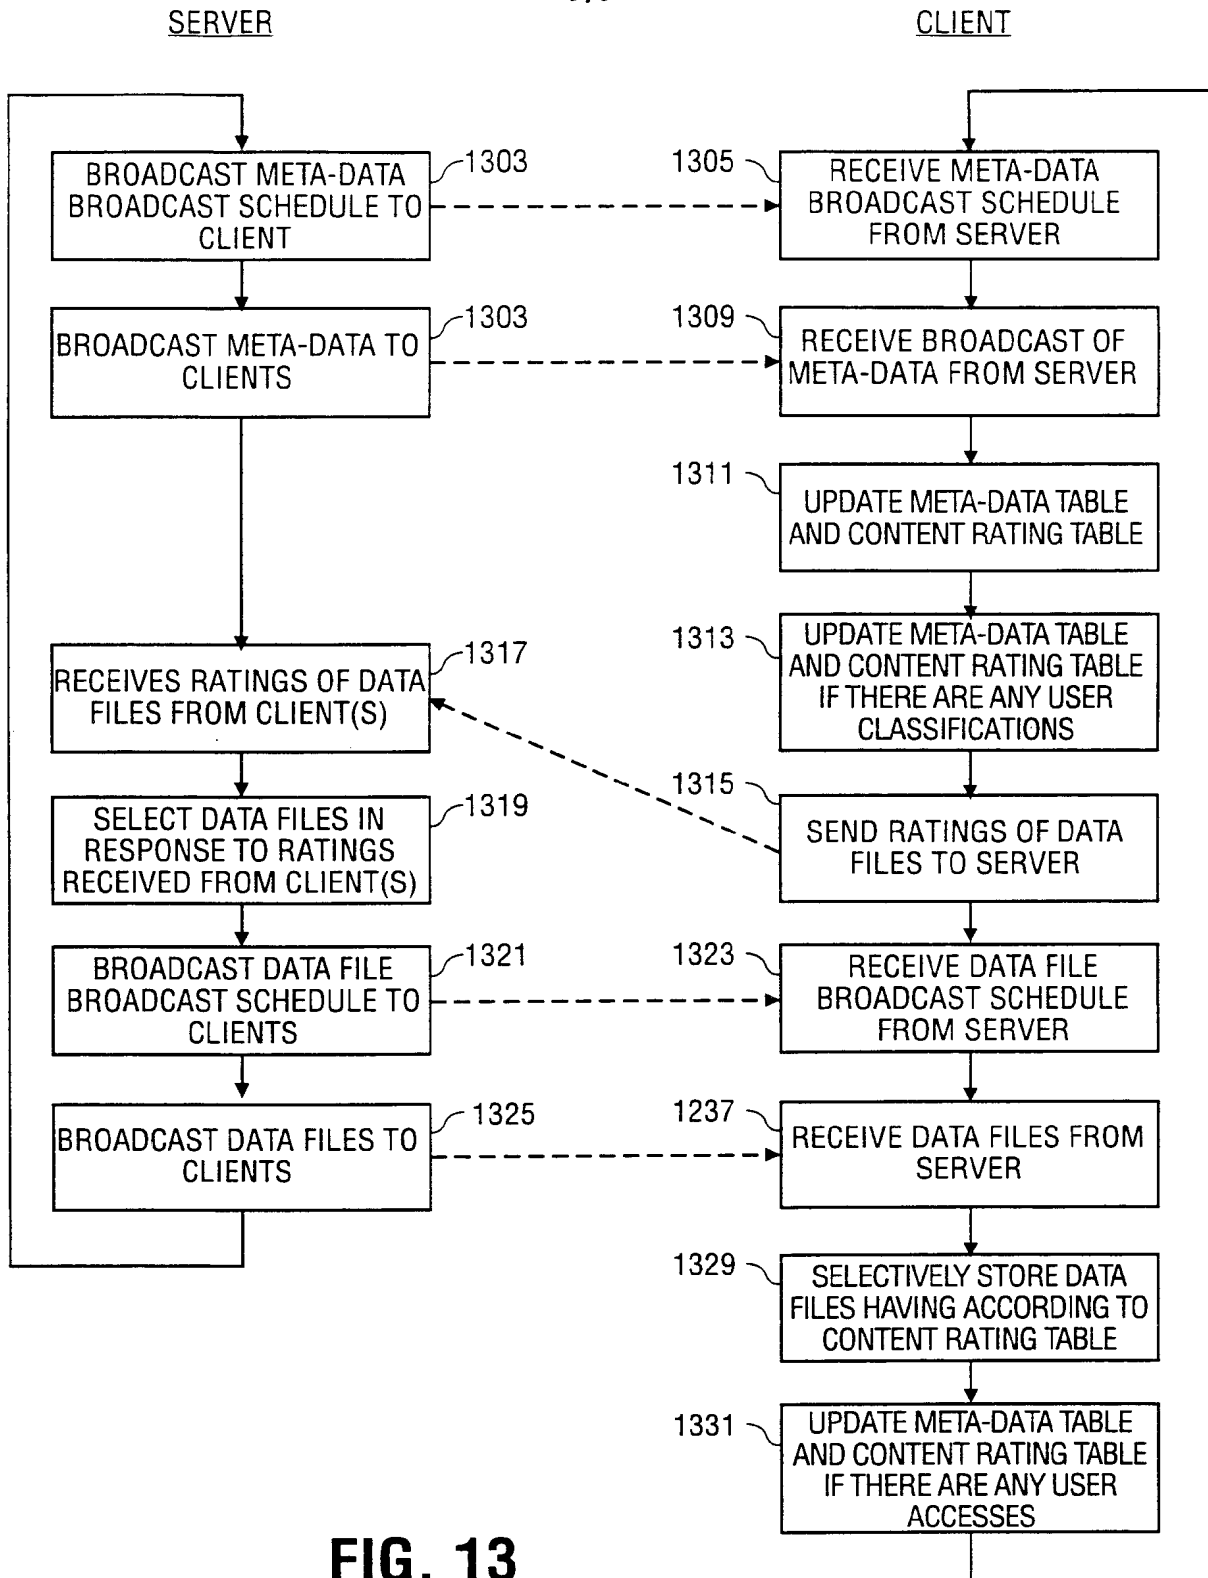 SERVER
CLIENT
BROADCAST META-DATA
BROADCAST SCHEDULE TO
CLIENT
1303
1305
RECEIVE META-DATA
BROADCAST SCHEDULE
FROM SERVER
BROADCAST META-DATA TO
CLIENTS
1303
1309
RECEIVE BROADCAST OF
META-DATA FROM SERVER
1311
UPDATE META-DATA TABLE
AND CONTENT RATING TABLE
1313
UPDATE META-DATA TABLE
AND CONTENT RATING TABLE
IF THERE ARE ANY USER
CLASSIFICATIONS
RECEIVES RATINGS OF DATA
FILES FROM CLIENT(S)
1317
1315
SEND RATINGS OF DATA
FILES TO SERVER
SELECT DATA FILES IN
RESPONSE TO RATINGS
RECEIVED FROM CLIENT(S)
1319
BROADCAST DATA FILE
BROADCAST SCHEDULE TO
CLIENTS
1321
1323
RECEIVE DATA FILE
BROADCAST SCHEDULE
FROM SERVER
BROADCAST DATA FILES TO
CLIENTS
1325
1237
RECEIVE DATA FILES FROM
SERVER
1329
SELECTIVELY STORE DATA
FILES HAVING ACCORDING TO
CONTENT RATING TABLE
1331
UPDATE META-DATA TABLE
AND CONTENT RATING TABLE
IF THERE ARE ANY USER
ACCESSES
FIG. 13